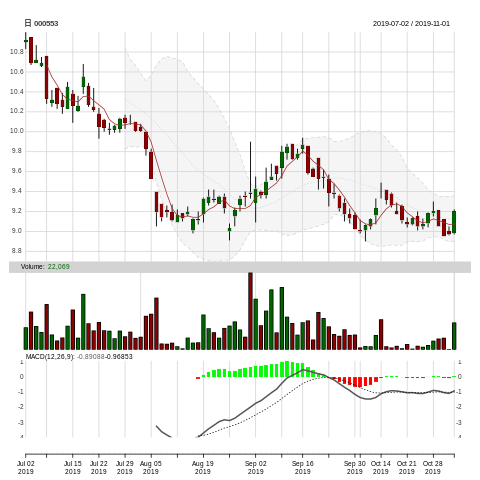 日 000553
2019-07-02 / 2019-11-01
10.8
10.6
10.4
10.2
10.0
9.8
9.6
9.4
9.2
9.0
8.8
Volume: 22,069
MACD(12,26,9): -0.89088-0.96853
1 1
0 0
-1 -1
-2 -2
-3 -3
-4 -4
Jul 02 Jul 15 Jul 22 Jul 29 Aug 05 Aug 19 Sep 02 Sep 16 Sep 30 Oct 14 Oct 21 Oct 28
2019 2019 2019 2019 2019 2019 2019 2019 2019 2019 2019 2019